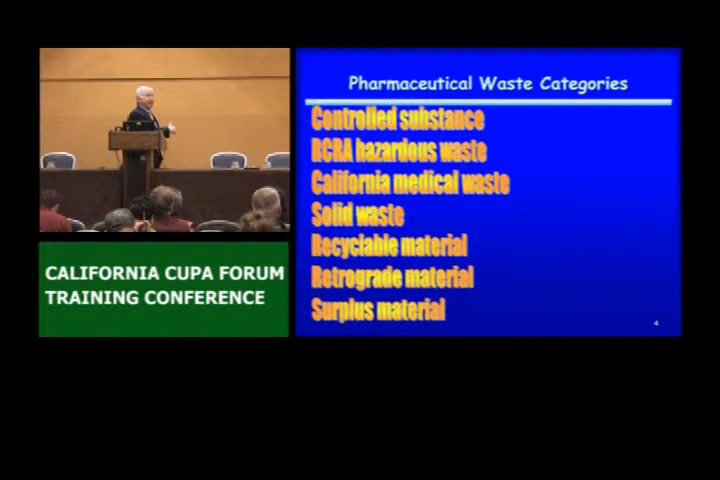 Pharmaceutical Waste Categories
Controlled substance
RCRA hazardous waste
California medical waste
Solid waste
Recyclable material
Retrograde material
Surplus material
4
CALIFORNIA CUPA FORUM
TRAINING CONFERENCE